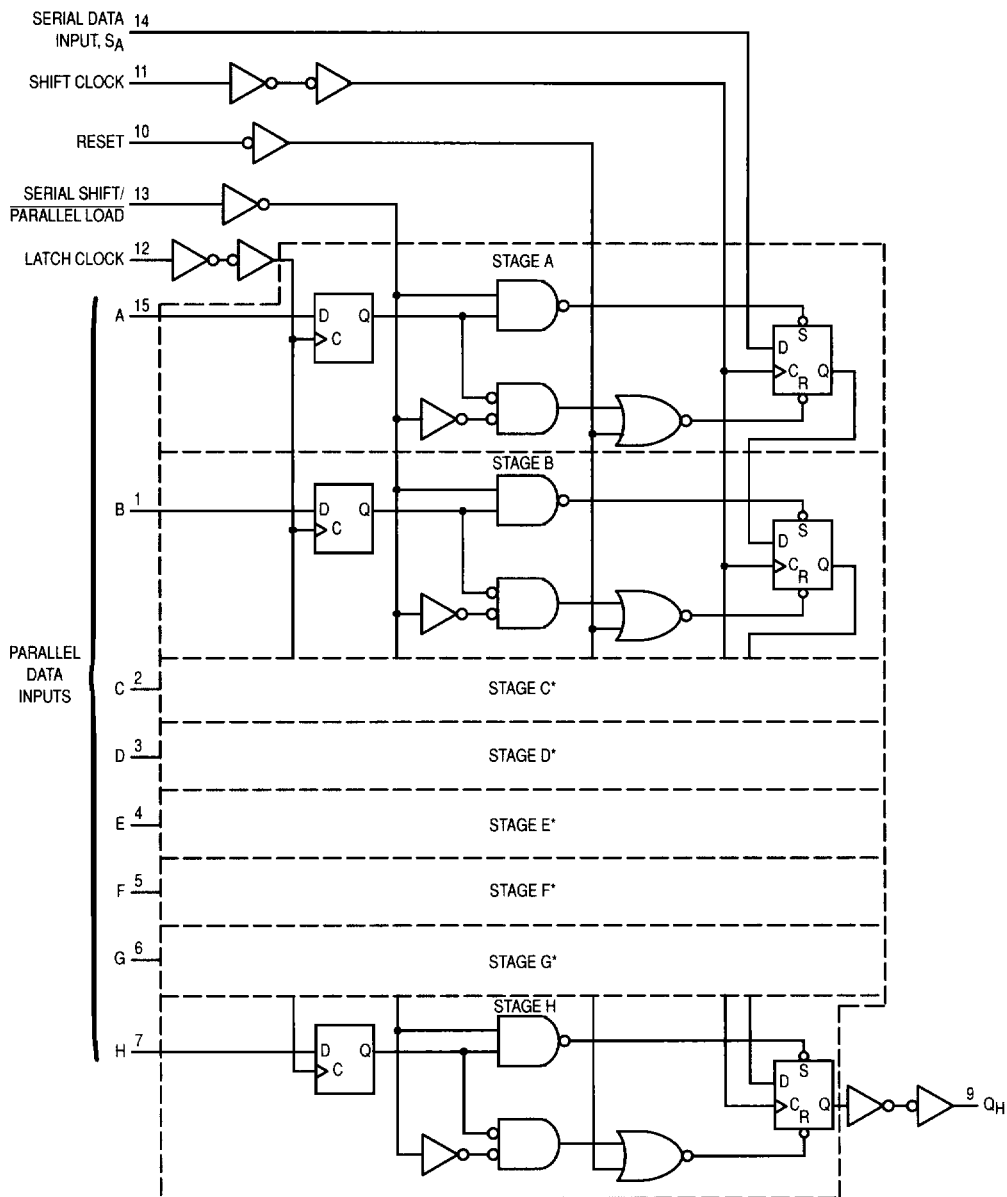 SERIAL DATA 14
INPUT, SA
SHIFT CLOCK 11
RESET 10
SERIAL SHIFT/ 13
PARALLEL LOAD
LATCH CLOCK 12
STAGE A
A 15
D Q
C
S
D
C Q
R
STAGE B
B 1
D Q
C
S
D
C Q
R
PARALLEL
DATA
INPUTS
C 2
STAGE C*
D 3
STAGE D*
E 4
STAGE E*
F 5
STAGE F*
G 6
STAGE G*
STAGE H
H 7
D Q
C
S
D
C Q
R
9 QH